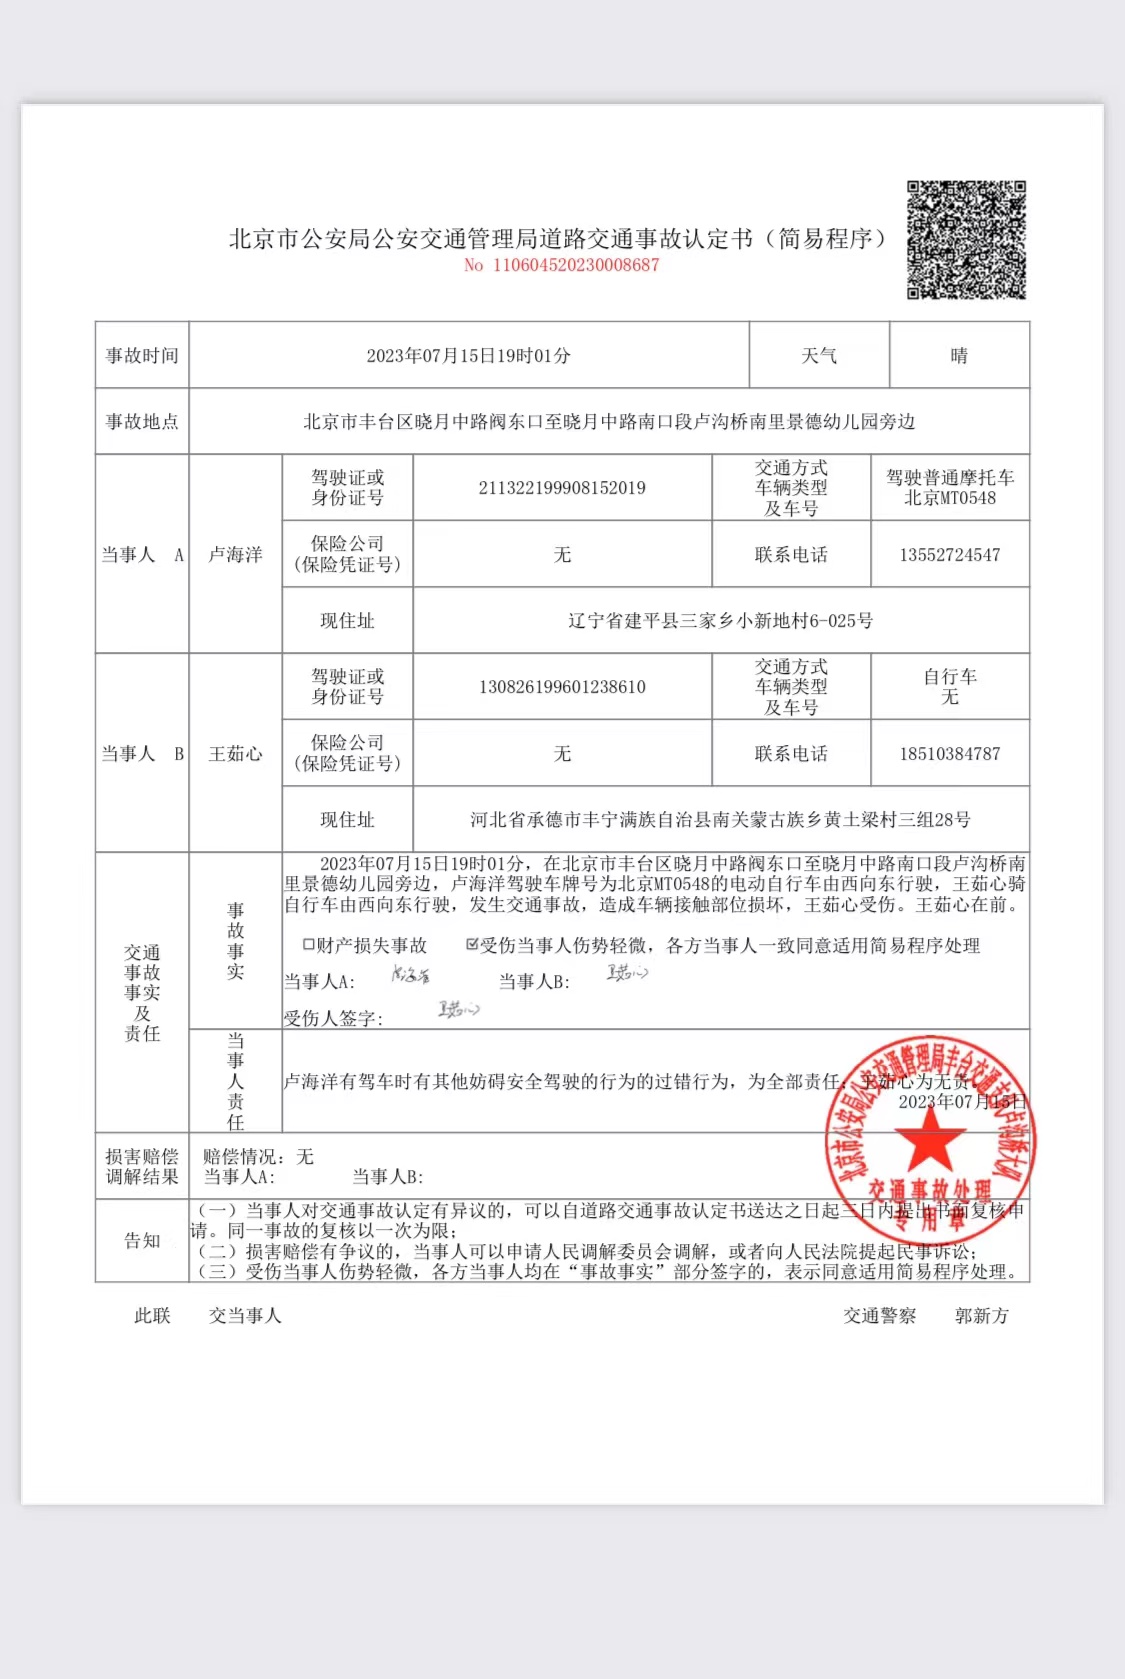 北京市公安局公安交通管理局道路交通事故认定书（简易程序）
No 110604520230008687
事故时间 2023年07月15日19时01分 天气 晴
事故地点 北京市丰台区晓月中路阀东口至晓月中路南口段卢沟桥南里景德幼儿园旁边
当事人 A 卢海洋
驾驶证或
身份证号
211322199908152019
交通方式
车辆类型
及车号
驾驶普通摩托车
北京MT0548
保险公司
(保险凭证号)
无
联系电话
13552724547
现住址
辽宁省建平县三家乡小新地村6-025号
当事人 B 王茹心
驾驶证或
身份证号
130826199601238610
交通方式
车辆类型
及车号
自行车
无
保险公司
(保险凭证号)
无
联系电话
18510384787
现住址
河北省承德市丰宁满族自治县南关蒙古族乡黄土梁村三组28号
交通
事故
事实
及
责任
事
故
事
实
2023年07月15日19时01分，在北京市丰台区晓月中路阀东口至晓月中路南口段卢沟桥南
里景德幼儿园旁边，卢海洋驾驶车牌号为北京MT0548的电动自行车由西向东行驶，王茹心骑
自行车由西向东行驶，发生交通事故，造成车辆接触部位损坏，王茹心受伤。王茹心在前。
□财产损失事故 ☑受伤当事人伤势轻微，各方当事人一致同意适用简易程序处理
当事人A: 卢海洋 当事人B: 王茹心
受伤人签字: 王茹心
当
事
人
责
任
卢海洋有驾车时有其他妨碍安全驾驶的行为的过错行为，为全部责任；王茹心为无责
2023年07月15日
北京市公安局公安交通管理局丰台交通支队卢沟桥大队
交通事故处理
专用章
损害赔偿
调解结果
赔偿情况：无
当事人A: 当事人B:
告知
（一）当事人对交通事故认定有异议的，可以自道路交通事故认定书送达之日起三日内提出书面复核申
请。同一事故的复核以一次为限；
（二）损害赔偿有争议的，当事人可以申请人民调解委员会调解，或者向人民法院提起民事诉讼；
（三）受伤当事人伤势轻微，各方当事人均在“事故事实”部分签字的，表示同意适用简易程序处理。
此联 交当事人 交通警察 郭新方